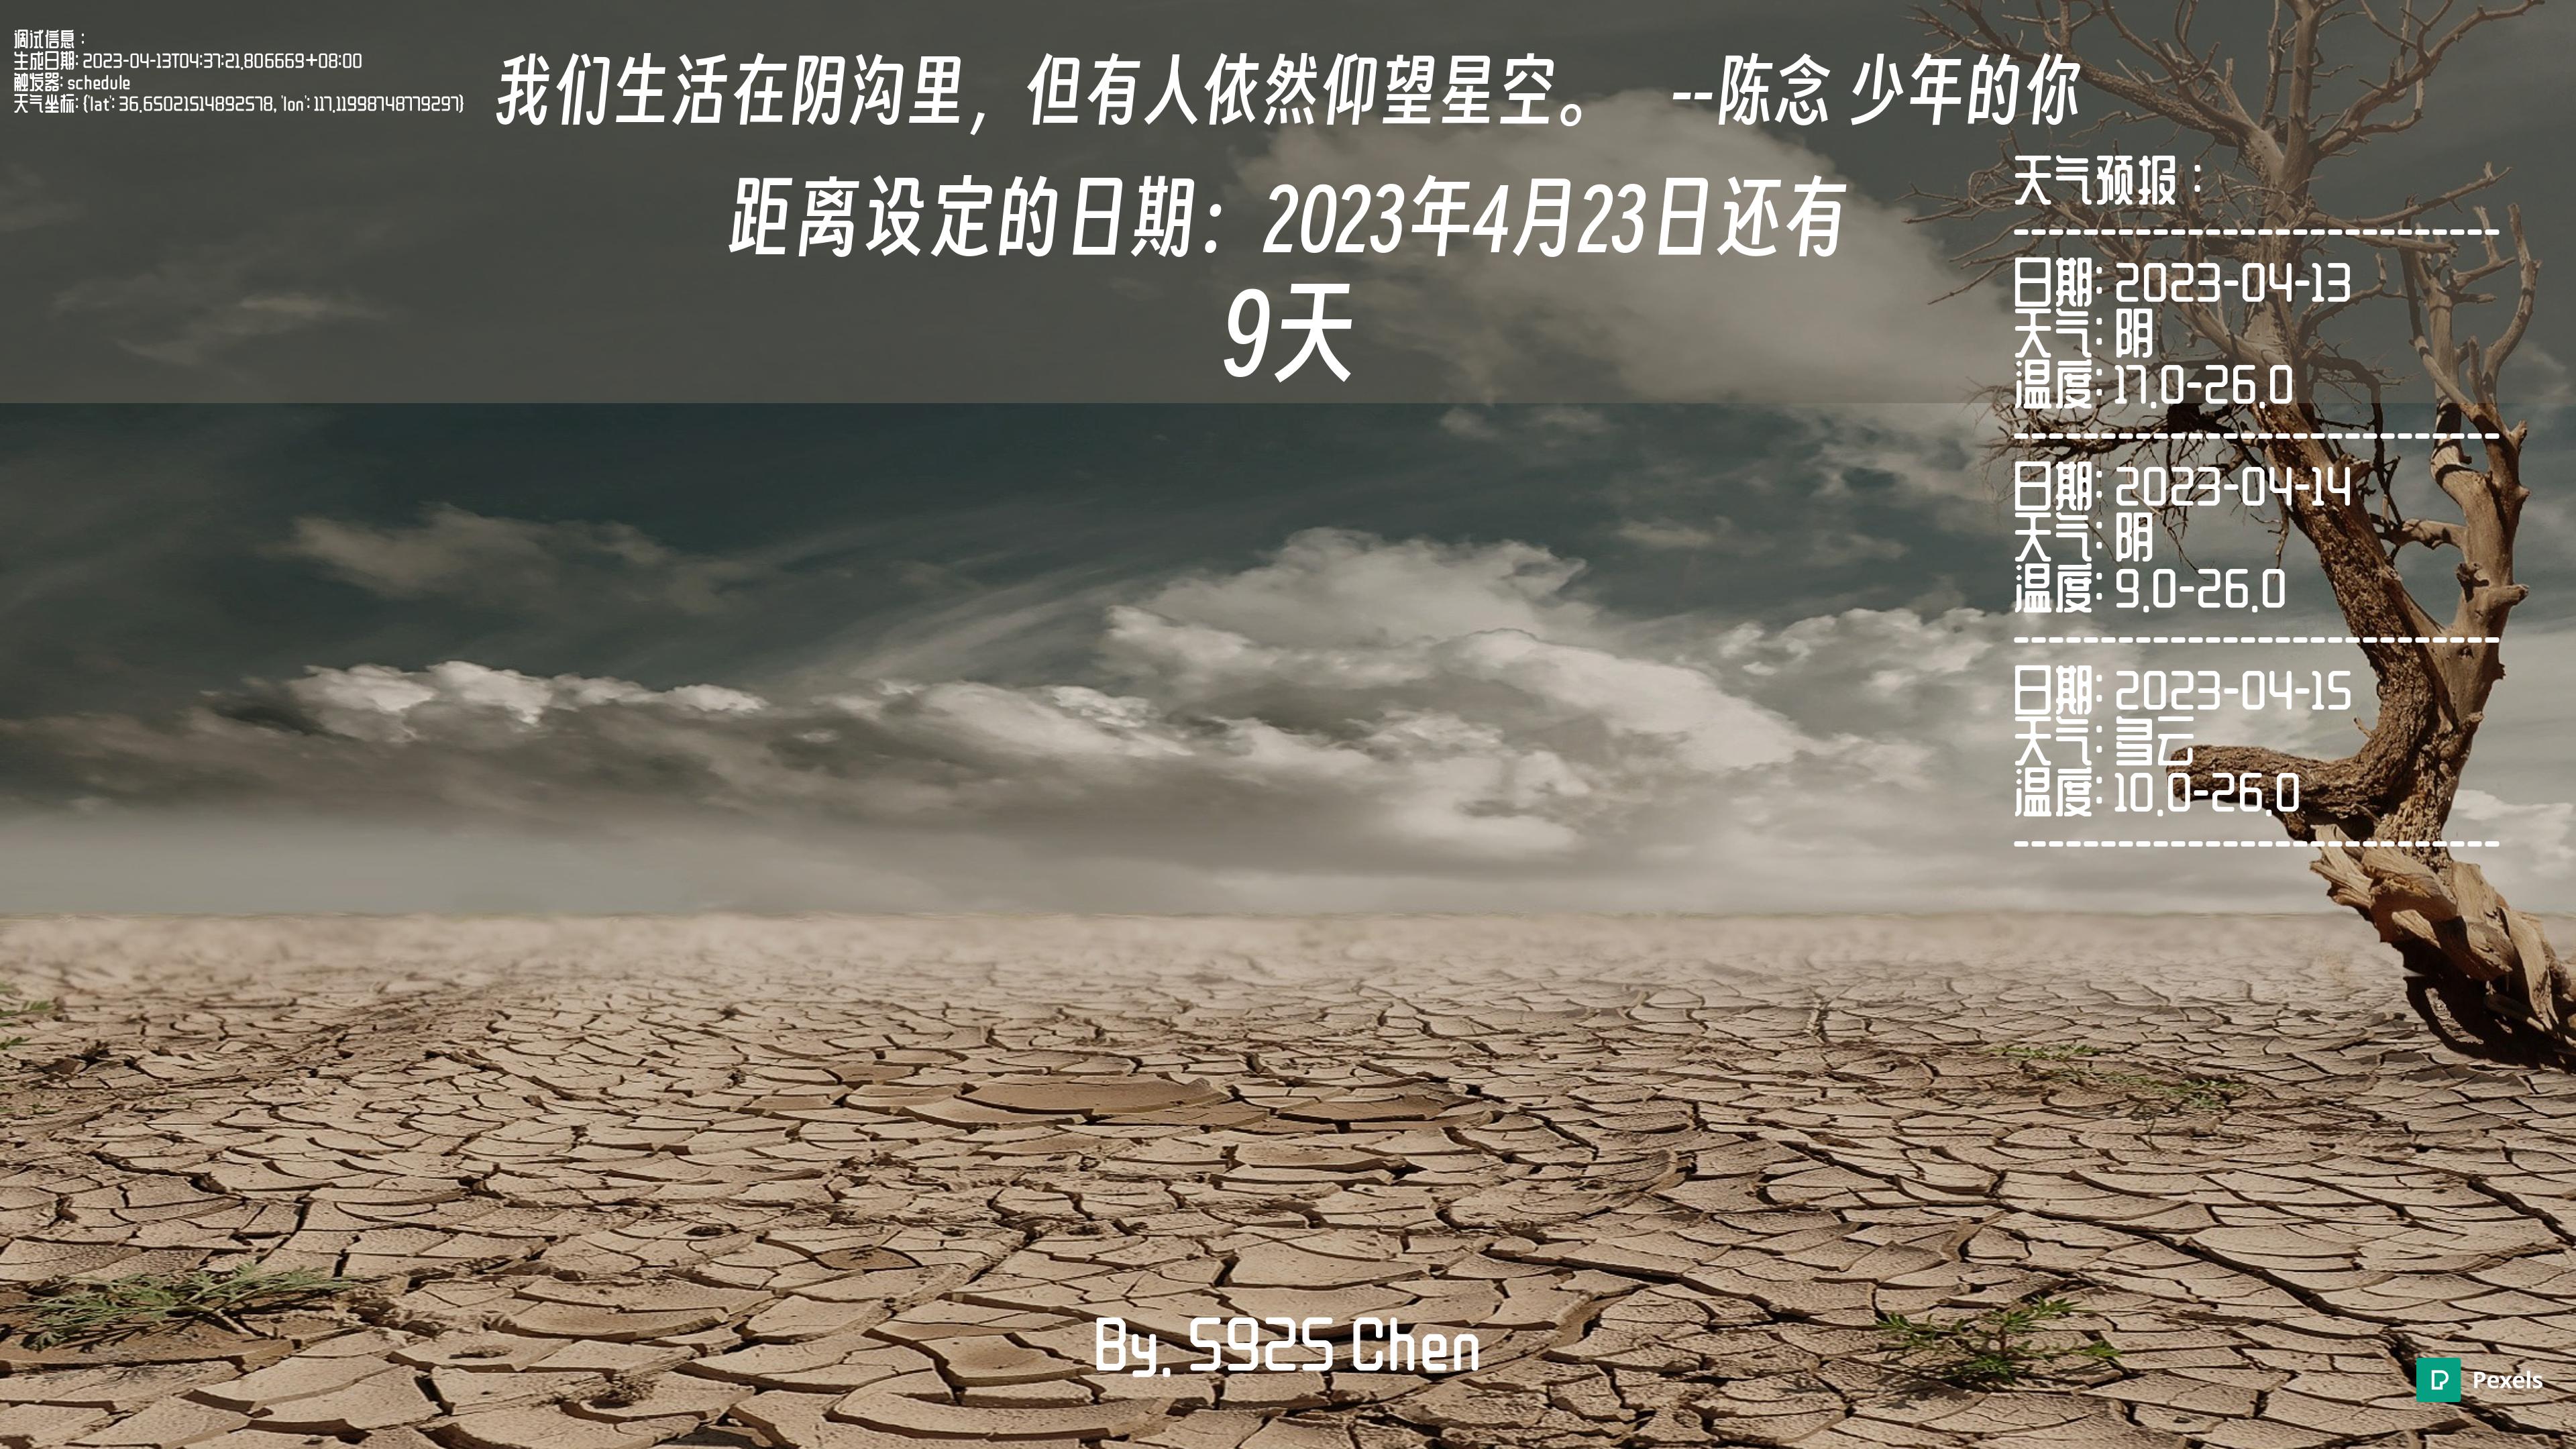 调试信息：
生成日期: 2023-04-13T04:37:21.806669+08:00
触发器: schedule
天气坐标: {'lat': 36.65021514892578, 'lon': 117.11998748779297}
我们生活在阴沟里，但有人依然仰望星空。 --陈念 少年的你
距离设定的日期：2023年4月23日还有
9天
天气预报：
----------------------------
日期: 2023-04-13
天气: 阴
温度: 17.0-26.0
----------------------------
日期: 2023-04-14
天气: 阴
温度: 9.0-26.0
----------------------------
日期: 2023-04-15
天气: 多云
温度: 10.0-26.0
----------------------------
By. S92S Chen
Pexels